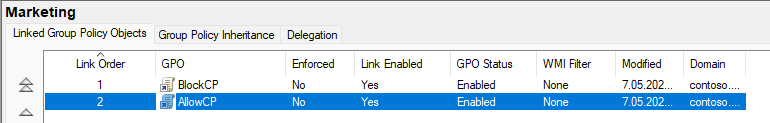 Marketing
Linked Group Policy Objects Group Policy Inheritance Delegation
Link Order GPO Enforced Link Enabled GPO Status WMI Filter Modified Domain
1 BlockCP No Yes Enabled None 7.05.202... contoso....
2 AllowCP No Yes Enabled None 7.05.202... contoso....